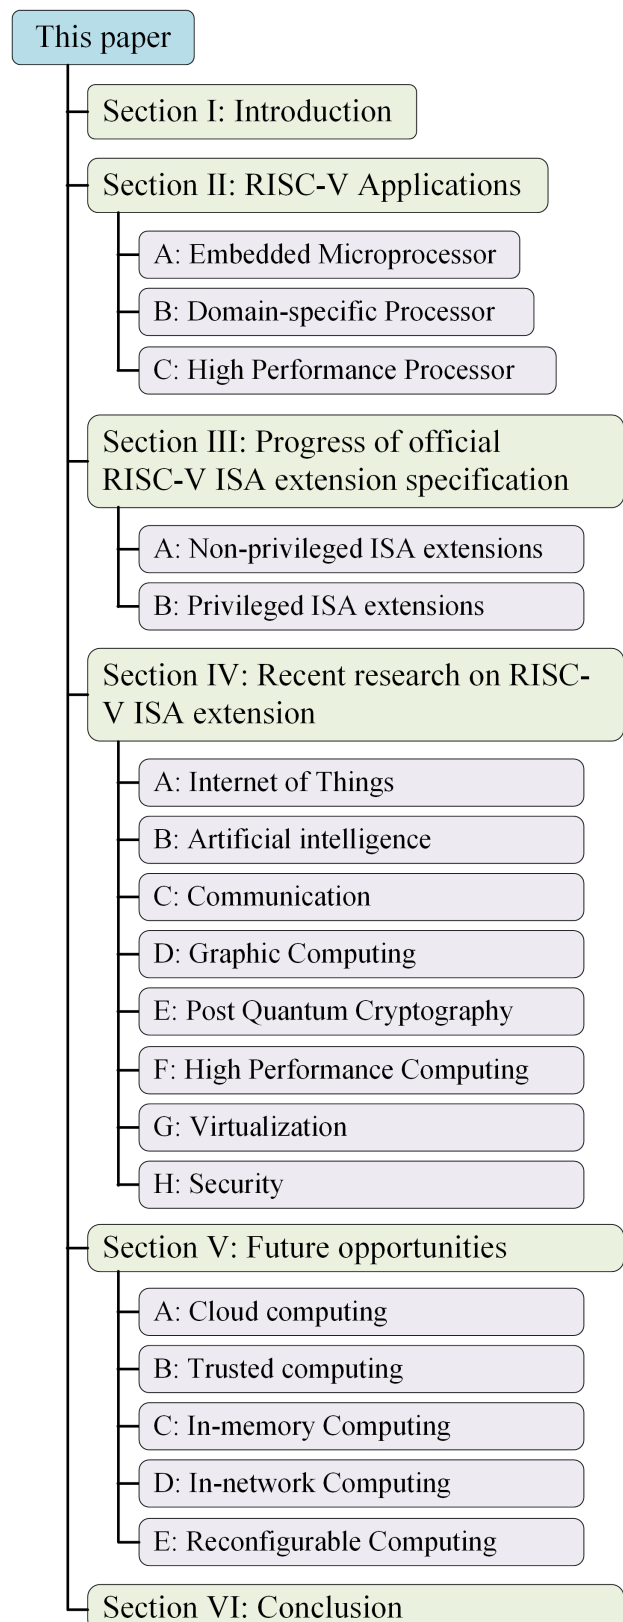 This paper
Section I: Introduction
Section II: RISC-V Applications
A: Embedded Microprocessor
B: Domain-specific Processor
C: High Performance Processor
Section III: Progress of official
RISC-V ISA extension specification
A: Non-privileged ISA extensions
B: Privileged ISA extensions
Section IV: Recent research on RISC-
V ISA extension
A: Internet of Things
B: Artificial intelligence
C: Communication
D: Graphic Computing
E: Post Quantum Cryptography
F: High Performance Computing
G: Virtualization
H: Security
Section V: Future opportunities
A: Cloud computing
B: Trusted computing
C: In-memory Computing
D: In-network Computing
E: Reconfigurable Computing
Section VI: Conclusion